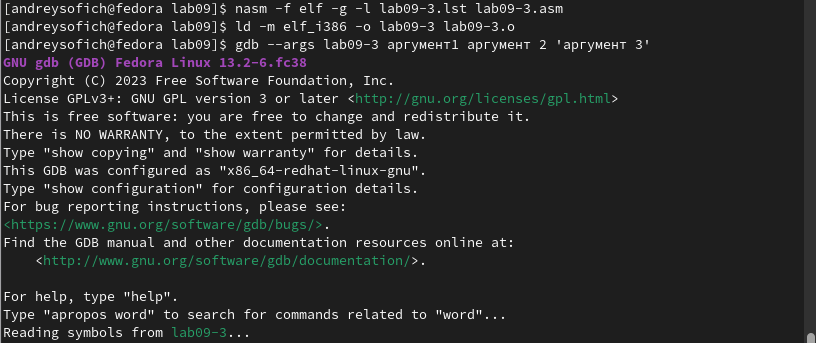 [andreysofich@fedora lab09]$ nasm -f elf -g -l lab09-3.lst lab09-3.asm
[andreysofich@fedora lab09]$ ld -m elf_i386 -o lab09-3 lab09-3.o
[andreysofich@fedora lab09]$ gdb --args lab09-3 аргумент1 аргумент 2 'аргумент 3'
GNU gdb (GDB) Fedora Linux 13.2-6.fc38
Copyright (C) 2023 Free Software Foundation, Inc.
License GPLv3+: GNU GPL version 3 or later <http://gnu.org/licenses/gpl.html>
This is free software: you are free to change and redistribute it.
There is NO WARRANTY, to the extent permitted by law.
Type "show copying" and "show warranty" for details.
This GDB was configured as "x86_64-redhat-linux-gnu".
Type "show configuration" for configuration details.
For bug reporting instructions, please see:
<https://www.gnu.org/software/gdb/bugs/>.
Find the GDB manual and other documentation resources online at:
    <http://www.gnu.org/software/gdb/documentation/>.

For help, type "help".
Type "apropos word" to search for commands related to "word"...
Reading symbols from lab09-3...